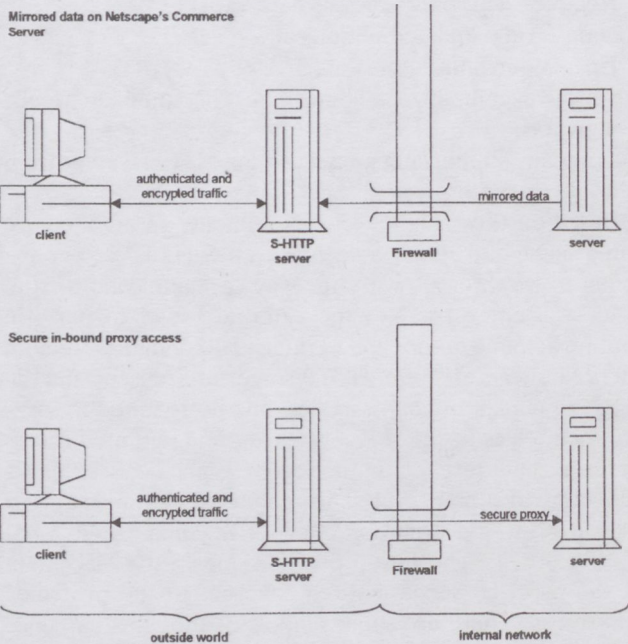 Mirrored data on Netscape's Commerce
Server
authenticated and
encrypted traffic
mirrored data
client
S-HTTP
server
Firewall
server
Secure in-bound proxy access
authenticated and
encrypted traffic
secure proxy
client
S-HTTP
server
Firewall
server
outside world
internal network